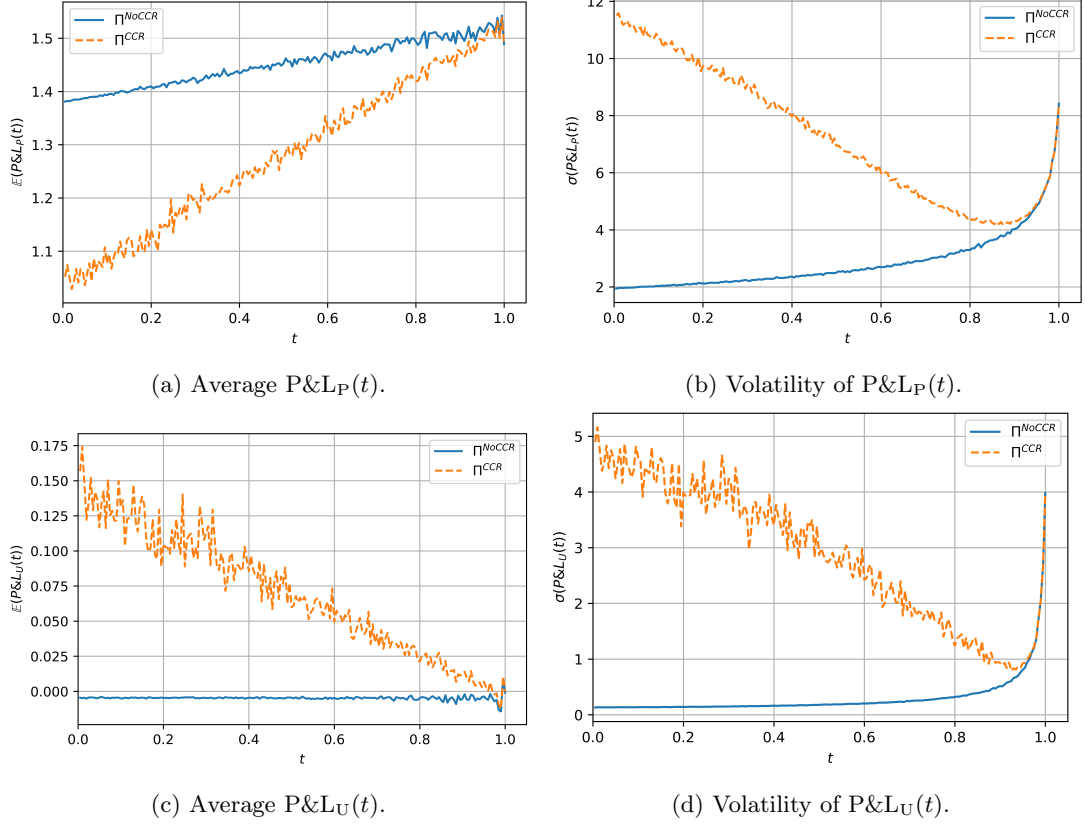 1.5
1.4
1.3
1.2
1.1
𝔼(P&L_P(t))
Π^NoCCR
Π^CCR
0.0 0.2 0.4 0.6 0.8 1.0
t
(a) Average P&L_P(t).
12
10
8
6
4
2
σ(P&L_P(t))
Π^NoCCR
Π^CCR
0.0 0.2 0.4 0.6 0.8 1.0
t
(b) Volatility of P&L_P(t).
0.175
0.150
0.125
0.100
0.075
0.050
0.025
0.000
𝔼(P&L_U(t))
Π^NoCCR
Π^CCR
0.0 0.2 0.4 0.6 0.8 1.0
t
(c) Average P&L_U(t).
5
4
3
2
1
0
σ(P&L_U(t))
Π^NoCCR
Π^CCR
0.0 0.2 0.4 0.6 0.8 1.0
t
(d) Volatility of P&L_U(t).